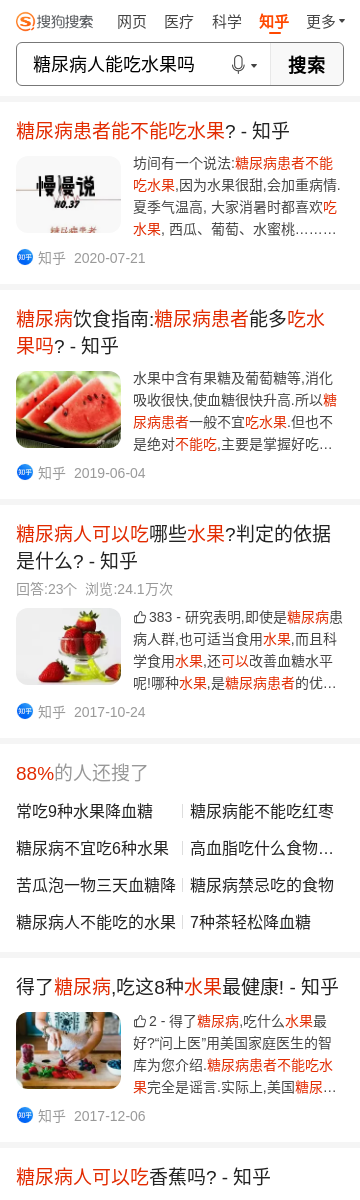 搜狗搜索 网页 医疗 科学 知乎 更多
糖尿病人能吃水果吗 搜索
糖尿病患者能不能吃水果? - 知乎
慢慢说
NO.37
坊间有一个说法:糖尿病患者不能
吃水果,因为水果很甜,会加重病情.
夏季气温高, 大家消暑时都喜欢吃
水果, 西瓜、葡萄、水蜜桃………
知乎 知乎 2020-07-21
糖尿病饮食指南:糖尿病患者能多吃水
果吗? - 知乎
水果中含有果糖及葡萄糖等,消化
吸收很快,使血糖很快升高.所以糖
尿病患者一般不宜吃水果.但也不
是绝对不能吃,主要是掌握好吃…
知乎 知乎 2019-06-04
糖尿病人可以吃哪些水果?判定的依据
是什么? - 知乎
回答:23个 浏览:24.1万次
383 - 研究表明,即使是糖尿病患
病人群,也可适当食用水果,而且科
学食用水果,还可以改善血糖水平
呢!哪种水果,是糖尿病患者的优…
知乎 知乎 2017-10-24
88%的人还搜了
常吃9种水果降血糖 糖尿病能不能吃红枣
糖尿病不宜吃6种水果 高血脂吃什么食物…
苦瓜泡一物三天血糖降 糖尿病禁忌吃的食物
糖尿病人不能吃的水果 7种茶轻松降血糖
得了糖尿病,吃这8种水果最健康! - 知乎
2 - 得了糖尿病,吃什么水果最
好?“问上医”用美国家庭医生的智
库为您介绍.糖尿病患者不能吃水
果完全是谣言.实际上,美国糖尿…
知乎 知乎 2017-12-06
糖尿病人可以吃香蕉吗? - 知乎